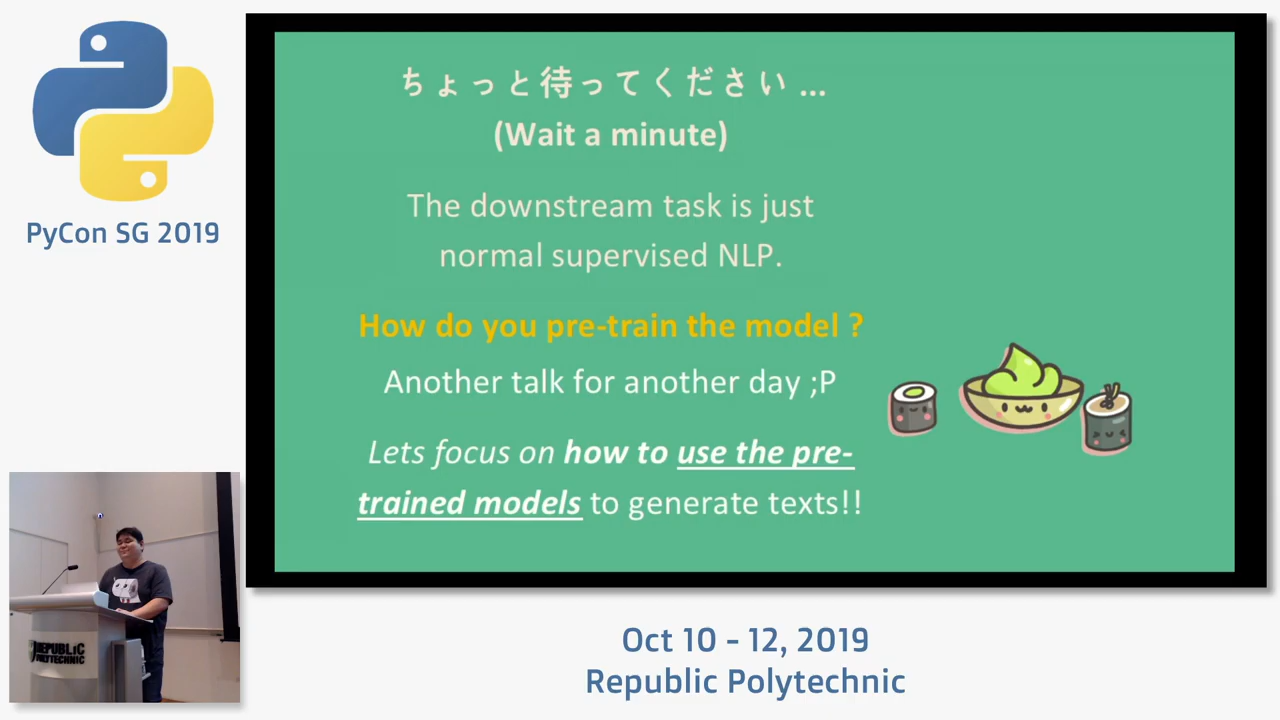 PyCon SG 2019
ちょっと待ってください ...
(Wait a minute)
The downstream task is just
normal supervised NLP.
How do you pre-train the model ?
Another talk for another day ;P
Lets focus on how to use the pre-
trained models to generate texts!!
REPUBLIC
POLYTECHNIC
Oct 10 - 12, 2019
Republic Polytechnic